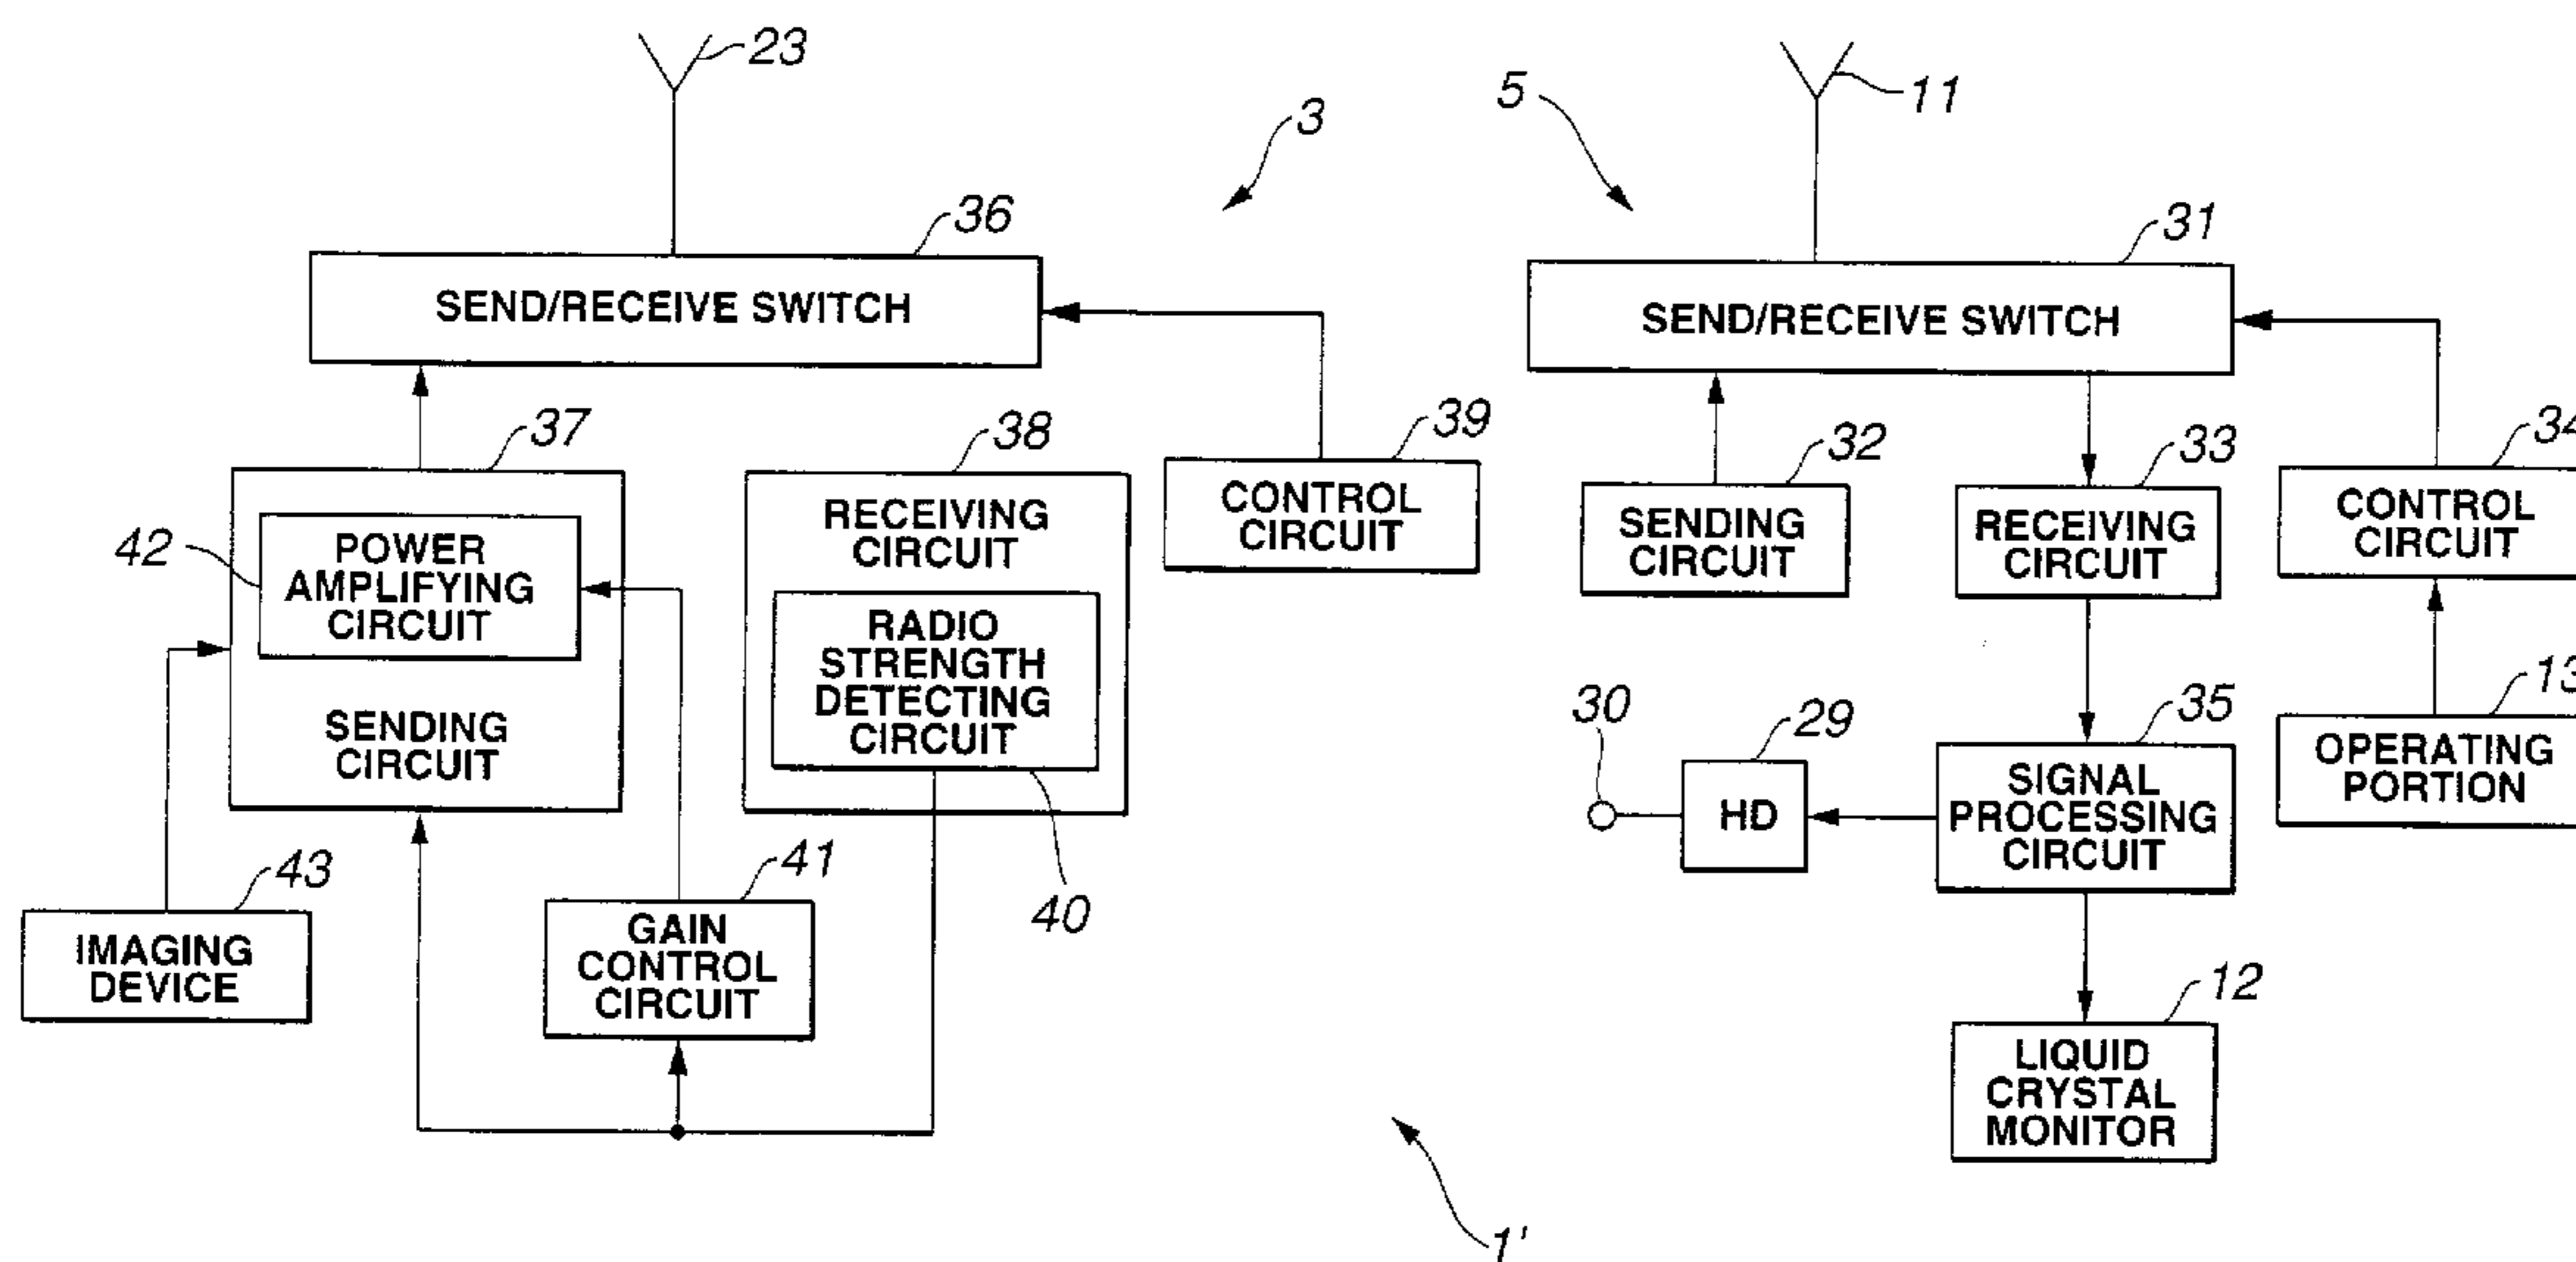 23
11
5
3
36
31
SEND/RECEIVE SWITCH
SEND/RECEIVE SWITCH
37
38
39
32
33
34
42
POWER
AMPLIFYING
CIRCUIT
SENDING
CIRCUIT
RECEIVING
CIRCUIT
RADIO
STRENGTH
DETECTING
CIRCUIT
40
CONTROL
CIRCUIT
SENDING
CIRCUIT
RECEIVING
CIRCUIT
CONTROL
CIRCUIT
13
OPERATING
PORTION
30
29
HD
35
SIGNAL
PROCESSING
CIRCUIT
43
IMAGING
DEVICE
41
GAIN
CONTROL
CIRCUIT
12
LIQUID
CRYSTAL
MONITOR
1'